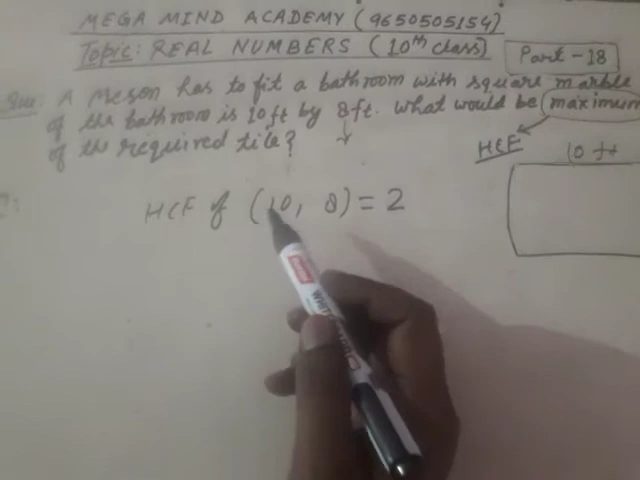 MEGA MIND ACADEMY (9650505154)
Topic: REAL NUMBERS (10th class)
Part-18
Que. A Meson has to fit a bathroom with square marble
of the bathroom is 10ft by 8ft. what would be maximum
of the required tile?
HCF
10 ft
HCF of (10, 8) = 2